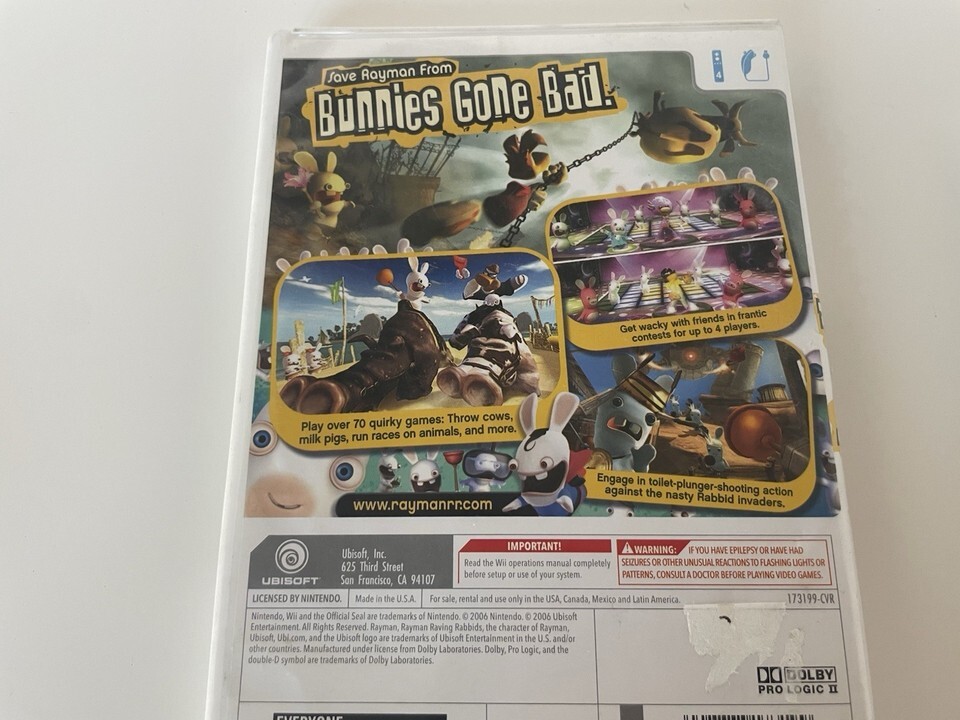 Save Rayman From
Bunnies Gone Bad.
4
Get wacky with friends in frantic
contests for up to 4 players.
Play over 70 quirky games: Throw cows,
milk pigs, run races on animals, and more.
Engage in toilet-plunger-shooting action
against the nasty Rabbid invaders.
www.raymanrr.com
UBISOFT
Ubisoft, Inc.
625 Third Street
San Francisco, CA 94107
IMPORTANT!
Read the Wii operations manual completely
before setup or use of your system.
WARNING: IF YOU HAVE EPILEPSY OR HAVE HAD
SEIZURES OR OTHER UNUSUAL REACTIONS TO FLASHING LIGHTS OR
PATTERNS, CONSULT A DOCTOR BEFORE PLAYING VIDEO GAMES.
LICENSED BY NINTENDO.
Made in the U.S.A.
For sale, rental and use only in the USA, Canada, Mexico and Latin America.
173199-CVR
Nintendo, Wii and the Official Seal are trademarks of Nintendo. © 2006 Nintendo. © 2006 Ubisoft
Entertainment. All Rights Reserved. Rayman, Rayman Raving Rabbids, the character of Rayman,
Ubisoft, Ubi.com, and the Ubisoft logo are trademarks of Ubisoft Entertainment in the U.S. and/or
other countries. Manufactured under license from Dolby Laboratories. Dolby, Pro Logic, and the
double-D symbol are trademarks of Dolby Laboratories.
DOLBY
PRO LOGIC II
EVERYONE